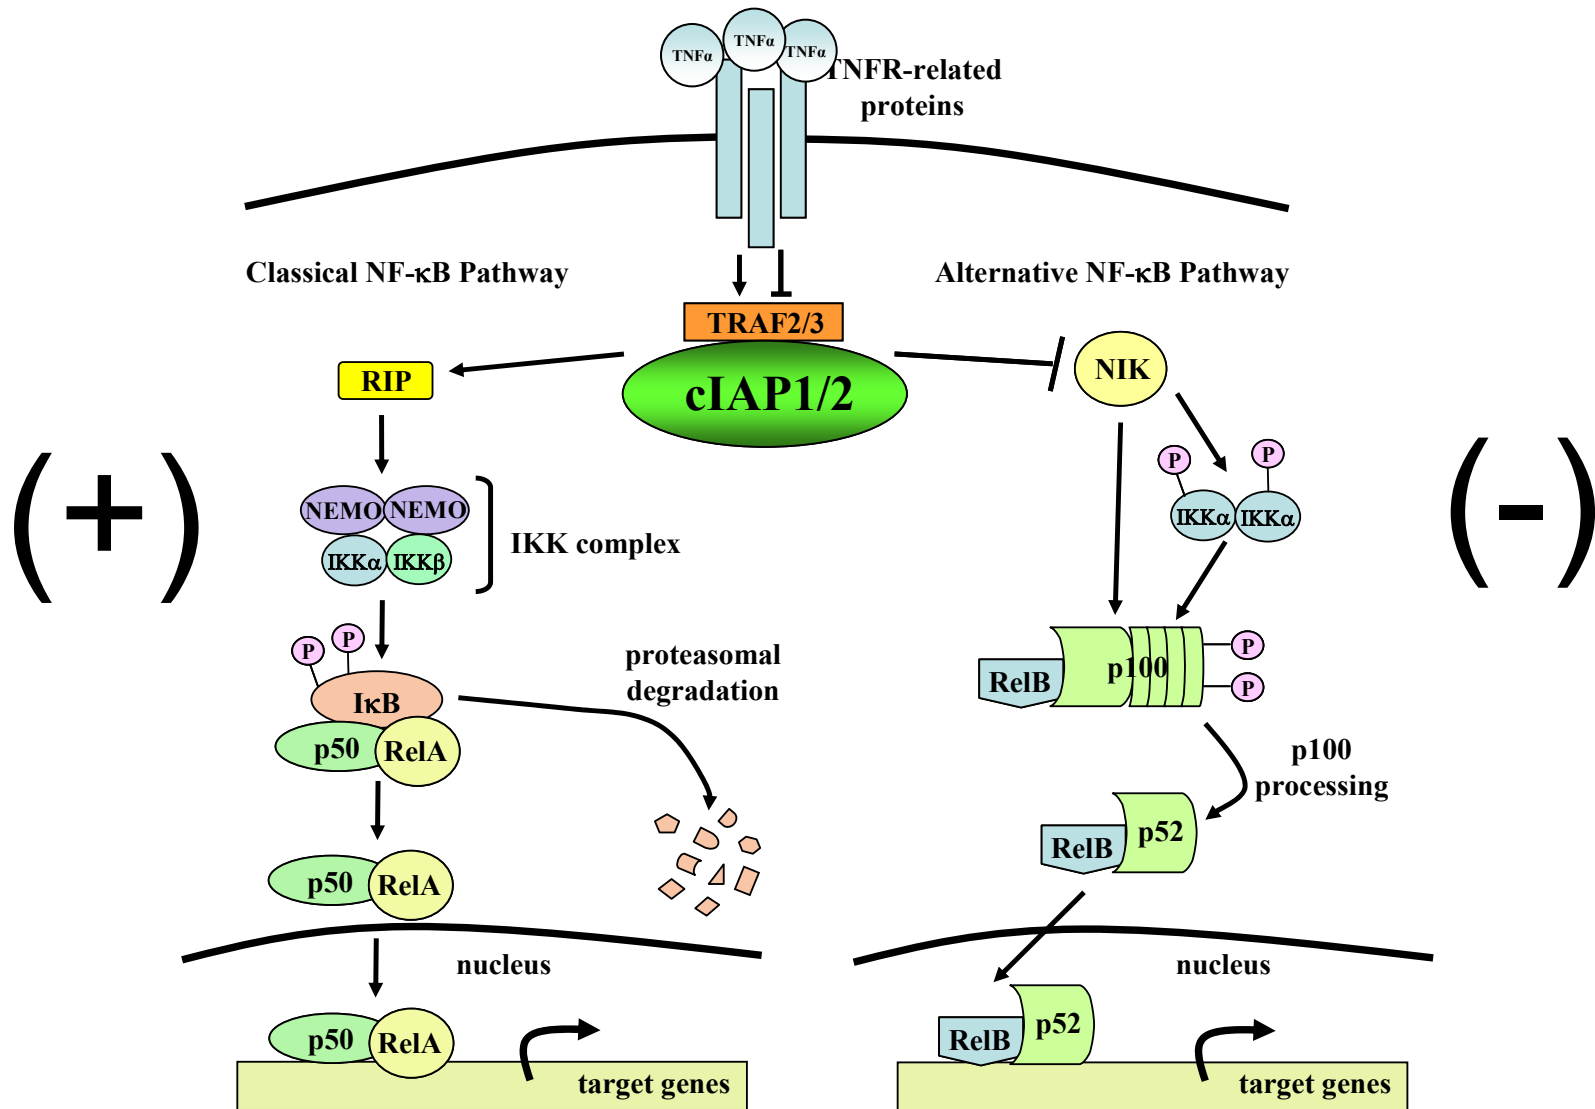 TNFα
TNFα
TNFα
TNFR-related
proteins
Classical NF-κB Pathway
Alternative NF-κB Pathway
TRAF2/3
cIAP1/2
RIP
NIK
(+)
(-)
P
P
NEMO
NEMO
IKKα
IKKβ
IKK complex
IKKα
IKKα
P
P
IκB
p50
RelA
proteasomal
degradation
RelB
p100
P
P
p100
processing
RelB
p52
p50
RelA
nucleus
nucleus
p50
RelA
target genes
RelB
p52
target genes